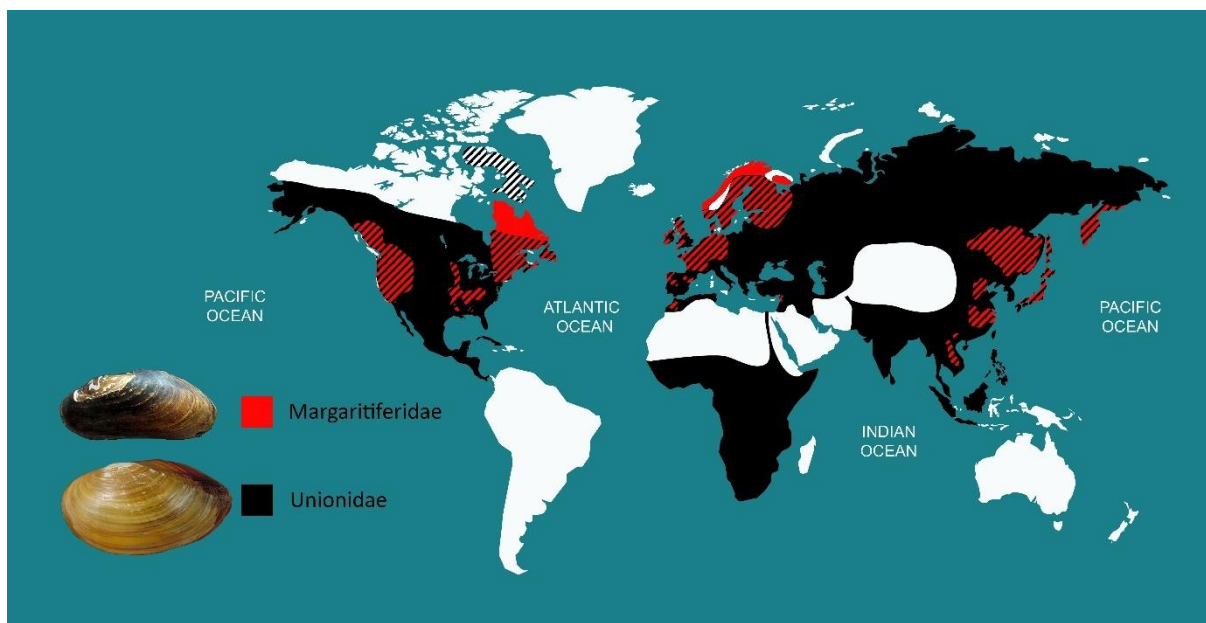 PACIFIC
OCEAN
ATLANTIC
OCEAN
PACIFIC
OCEAN
INDIAN
OCEAN
Margaritiferidae
Unionidae